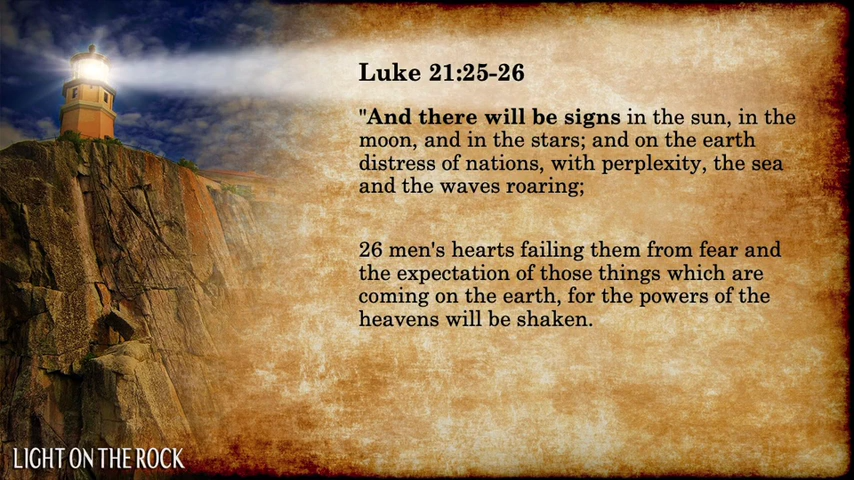 Luke 21:25-26
"And there will be signs in the sun, in the
moon, and in the stars; and on the earth
distress of nations, with perplexity, the sea
and the waves roaring;
26 men's hearts failing them from fear and
the expectation of those things which are
coming on the earth, for the powers of the
heavens will be shaken.
LIGHT ON THE ROCK